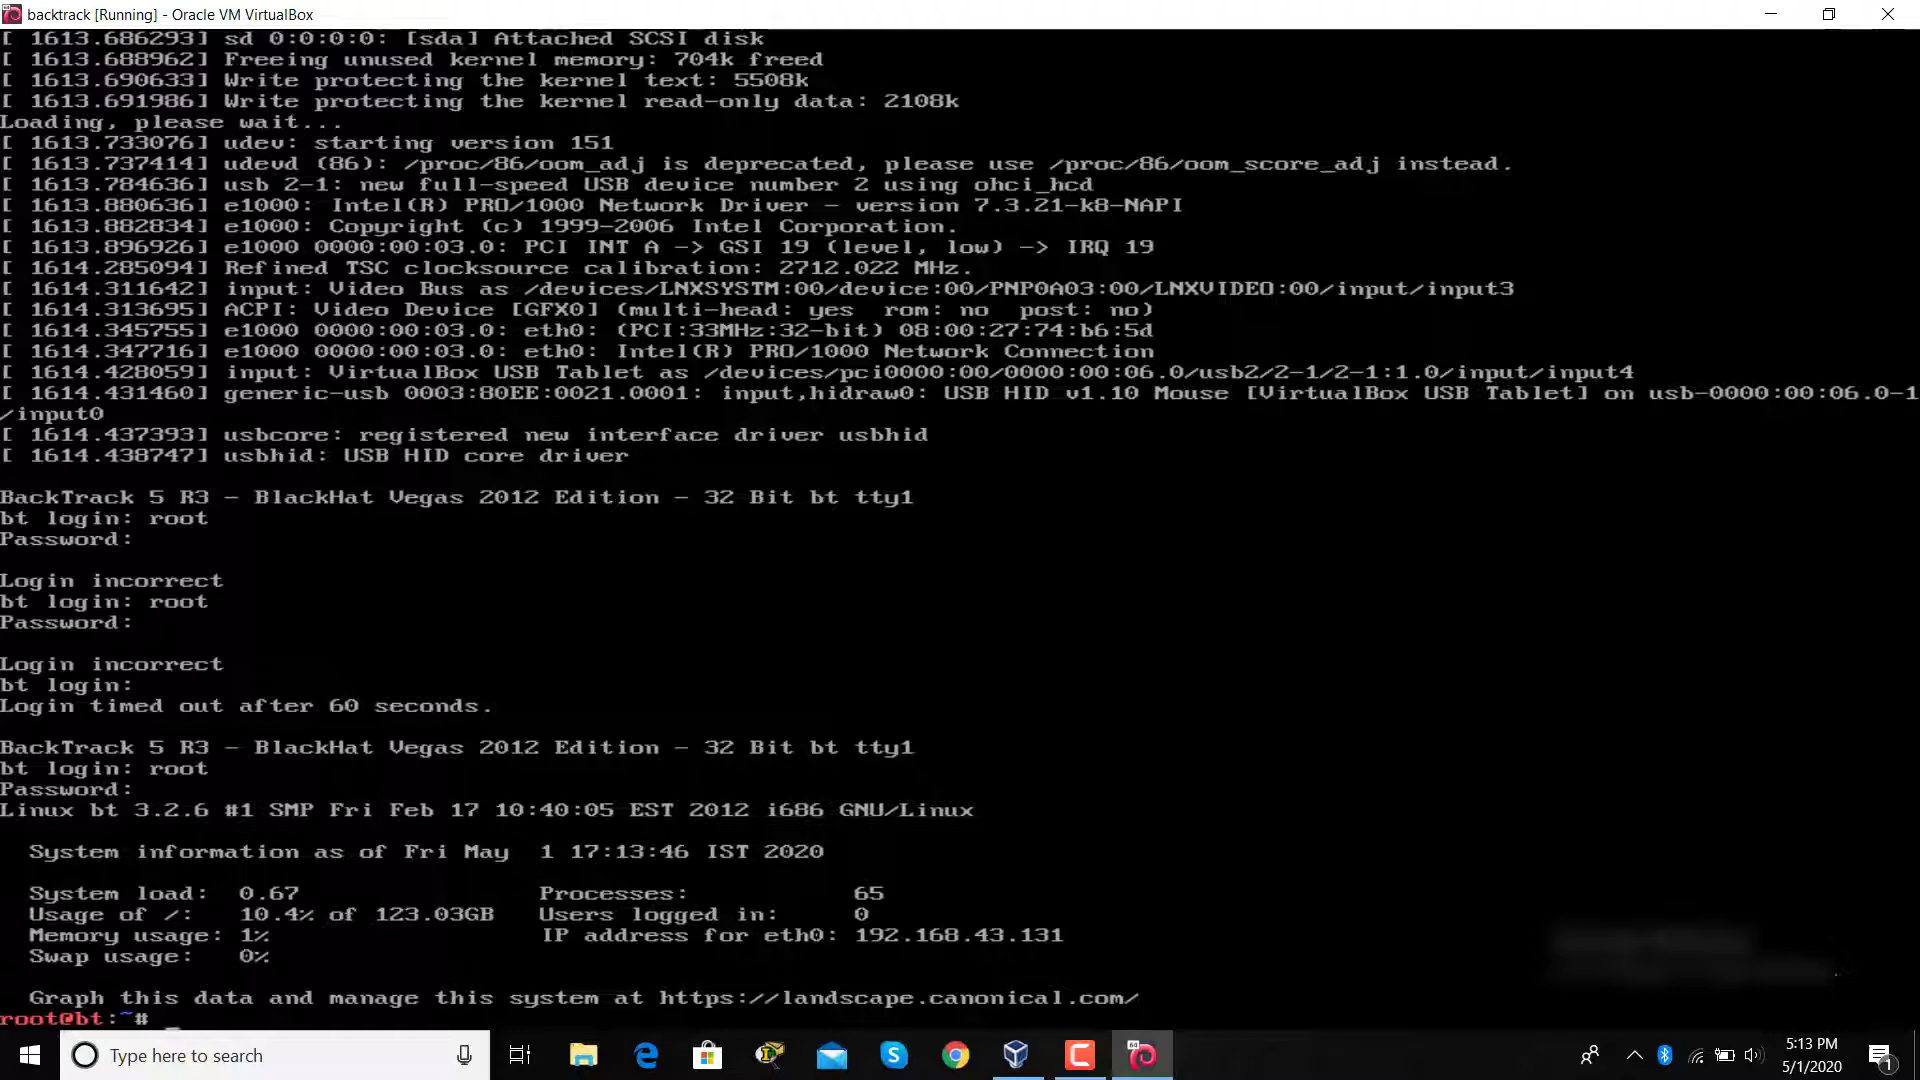 backtrack [Running] - Oracle VM VirtualBox
[ 1613.686293] sd 0:0:0:0: [sda] Attached SCSI disk
[ 1613.688962] Freeing unused kernel memory: 704k freed
[ 1613.690633] Write protecting the kernel text: 5508k
[ 1613.691986] Write protecting the kernel read-only data: 2108k
Loading, please wait...
[ 1613.733076] udev: starting version 151
[ 1613.737414] udevd (86): /proc/86/oom_adj is deprecated, please use /proc/86/oom_score_adj instead.
[ 1613.784636] usb 2-1: new full-speed USB device number 2 using ohci_hcd
[ 1613.880636] e1000: Intel(R) PRO/1000 Network Driver - version 7.3.21-k8-NAPI
[ 1613.882834] e1000: Copyright (c) 1999-2006 Intel Corporation.
[ 1613.896926] e1000 0000:00:03.0: PCI INT A -> GSI 19 (level, low) -> IRQ 19
[ 1614.285094] Refined TSC clocksource calibration: 2712.022 MHz.
[ 1614.311642] input: Video Bus as /devices/LNXSYSTM:00/device:00/PNP0A03:00/LNXVIDEO:00/input/input3
[ 1614.313695] ACPI: Video Device [GFX0] (multi-head: yes  rom: no  post: no)
[ 1614.345755] e1000 0000:00:03.0: eth0: (PCI:33MHz:32-bit) 08:00:27:74:b6:5d
[ 1614.347716] e1000 0000:00:03.0: eth0: Intel(R) PRO/1000 Network Connection
[ 1614.428059] input: VirtualBox USB Tablet as /devices/pci0000:00/0000:00:06.0/usb2/2-1/2-1:1.0/input/input4
[ 1614.431460] generic-usb 0003:80EE:0021.0001: input,hidraw0: USB HID v1.10 Mouse [VirtualBox USB Tablet] on usb-0000:00:06.0-1
/input0
[ 1614.437393] usbcore: registered new interface driver usbhid
[ 1614.438747] usbhid: USB HID core driver
BackTrack 5 R3 - BlackHat Vegas 2012 Edition - 32 Bit bt tty1
bt login: root
Password:
Login incorrect
bt login: root
Password:
Login incorrect
bt login:
Login timed out after 60 seconds.
BackTrack 5 R3 - BlackHat Vegas 2012 Edition - 32 Bit bt tty1
bt login: root
Password:
Linux bt 3.2.6 #1 SMP Fri Feb 17 10:40:05 EST 2012 i686 GNU/Linux
System information as of Fri May  1 17:13:46 IST 2020
System load:  0.67  Processes:  65
Usage of /:  10.4% of 123.03GB  Users logged in:  0
Memory usage: 1%  IP address for eth0: 192.168.43.131
Swap usage:  0%
Graph this data and manage this system at https://landscape.canonical.com/
root@bt:~#
Type here to search
5:13 PM
5/1/2020
1